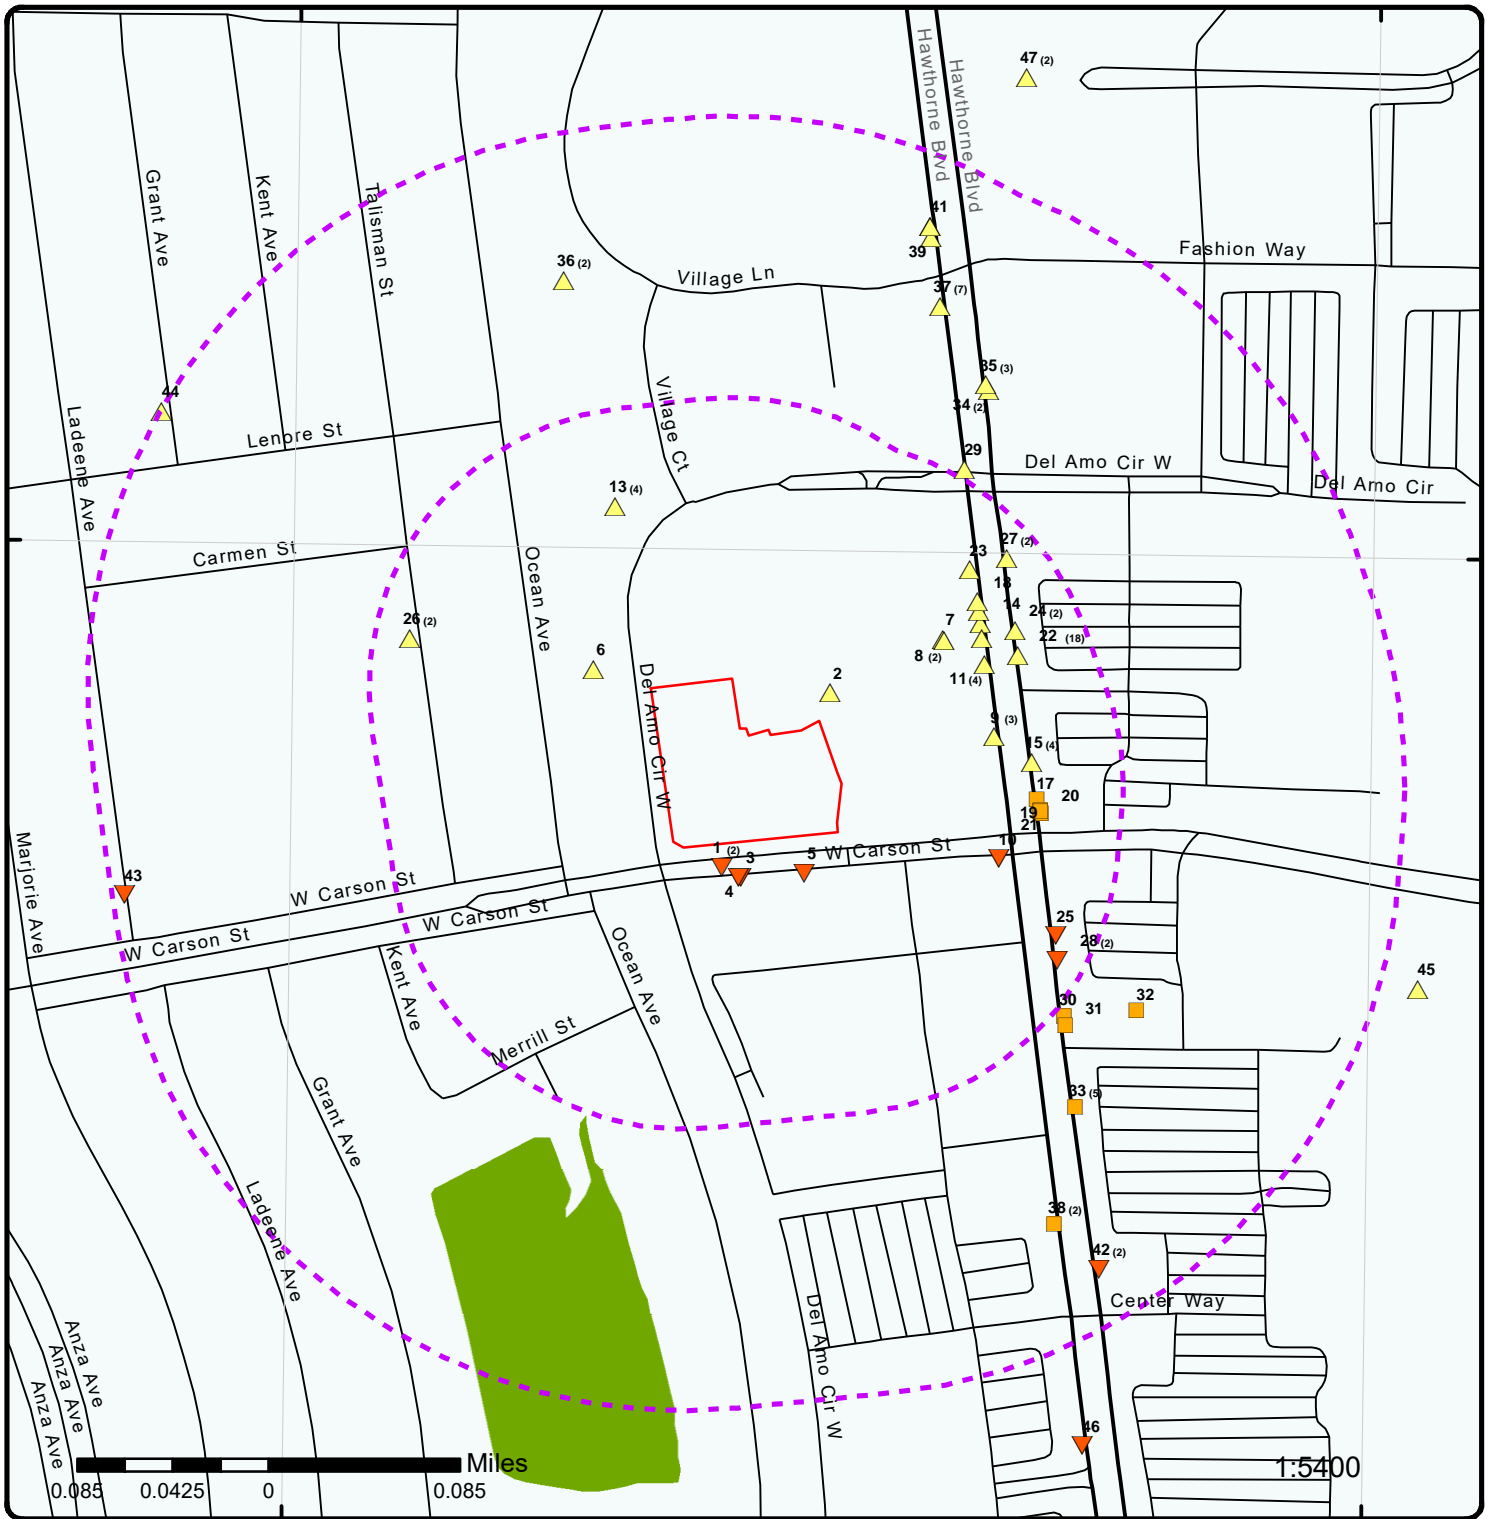 47 (2)
Hawthorne Blvd
Hawthorne Blvd
Grant Ave
Kent Ave
Talisman St
41
39
Fashion Way
36 (2)
Village Ln
37 (7)
35 (3)
34 (2)
44
Ladeene Ave
Lenore St
Village Ct
29
Del Amo Cir W
Del Amo Cir
13 (4)
Carmen St
Ocean Ave
23
27 (2)
18
14
24 (2)
26 (2)
7
22 (18)
6
8 (2)
11 (4)
2
Del Amo Cir W
9 (3)
15 (4)
17
20
19
21
Marjorie Ave
1 (2)
3
5
W Carson St
10
4
43
W Carson St
W Carson St
W Carson St
25
28 (2)
Kent Ave
Ocean Ave
45
30
31
32
Merrill St
Grant Ave
33 (5)
Ladeene Ave
38 (2)
42 (2)
Center Way
Del Amo Cir W
Anza Ave
Anza Ave
Anza Ave
46
Miles
1:5400
0.085
0.0425
0
0.085